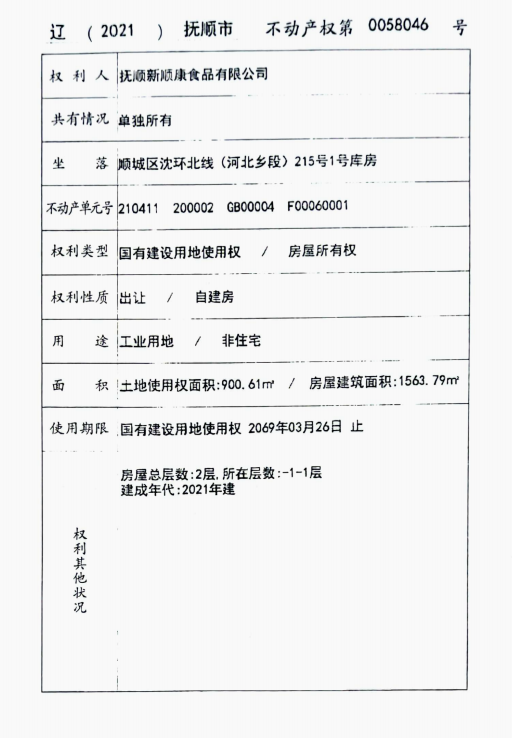 辽 （ 2021 ） 抚顺市 不动产权第 0058046 号
权利人 抚顺新顺康食品有限公司
共有情况 单独所有
坐落 顺城区沈环北线（河北乡段）215号1号库房
不动产单元号 210411 200002 GB00004 F00060001
权利类型 国有建设用地使用权 / 房屋所有权
权利性质 出让 / 自建房
用途 工业用地 / 非住宅
面积 土地使用权面积:900.61㎡ / 房屋建筑面积:1563.79㎡
使用期限 国有建设用地使用权 2069年03月26日 止
权利其他状况
房屋总层数:2层,所在层数:-1-1层
建成年代:2021年建